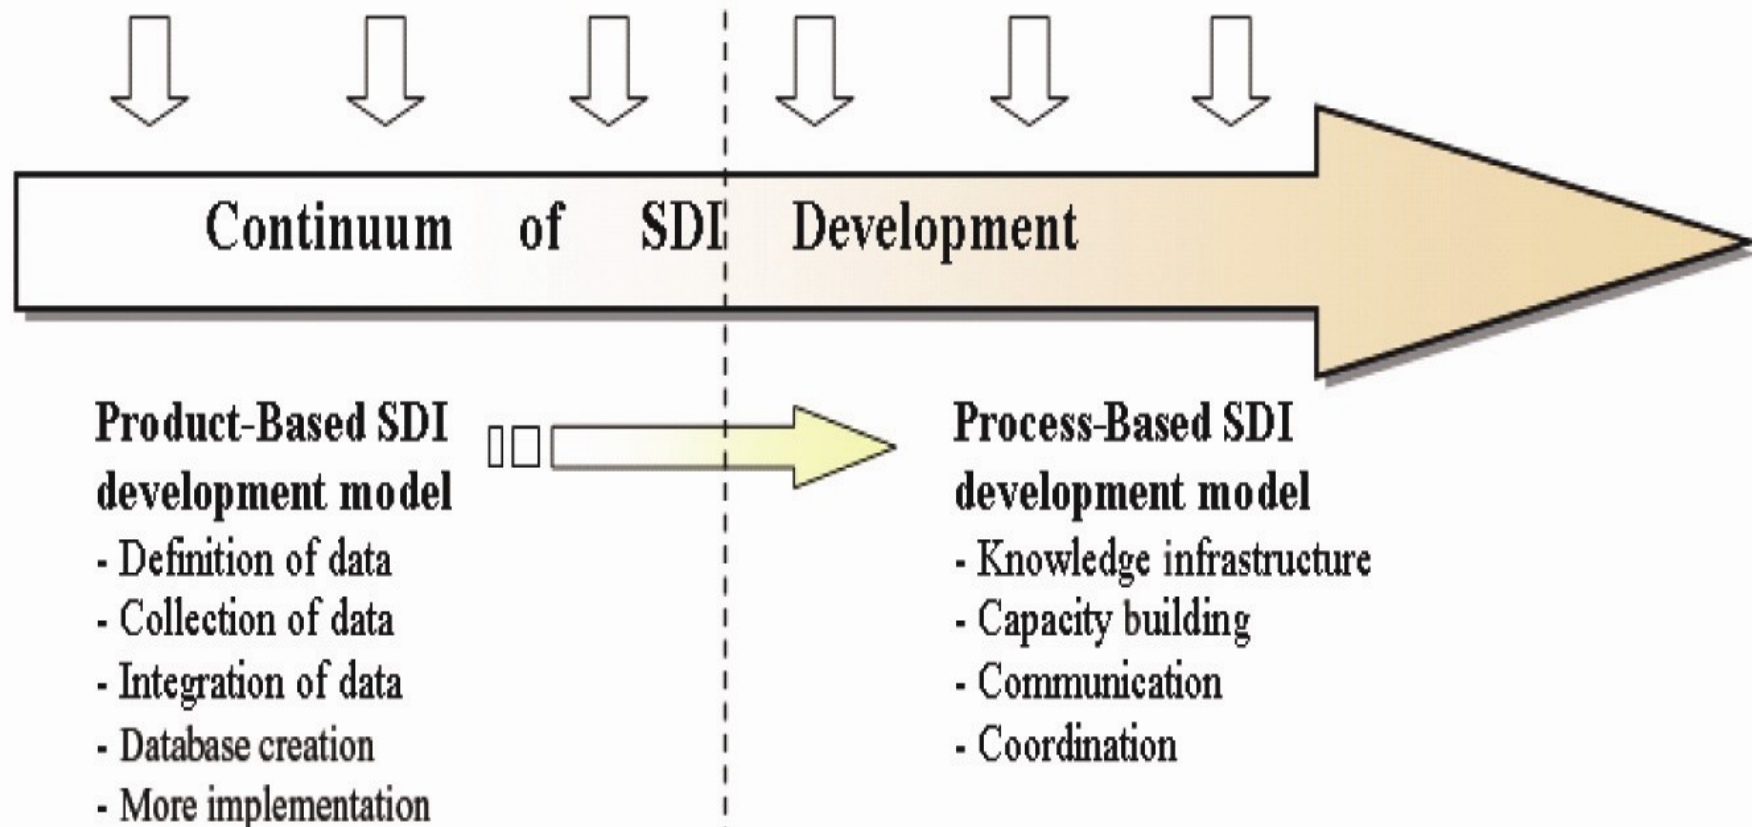 Continuum of SDI Development
Product-Based SDI
development model
- Definition of data
- Collection of data
- Integration of data
- Database creation
- More implementation
Process-Based SDI
development model
- Knowledge infrastructure
- Capacity building
- Communication
- Coordination